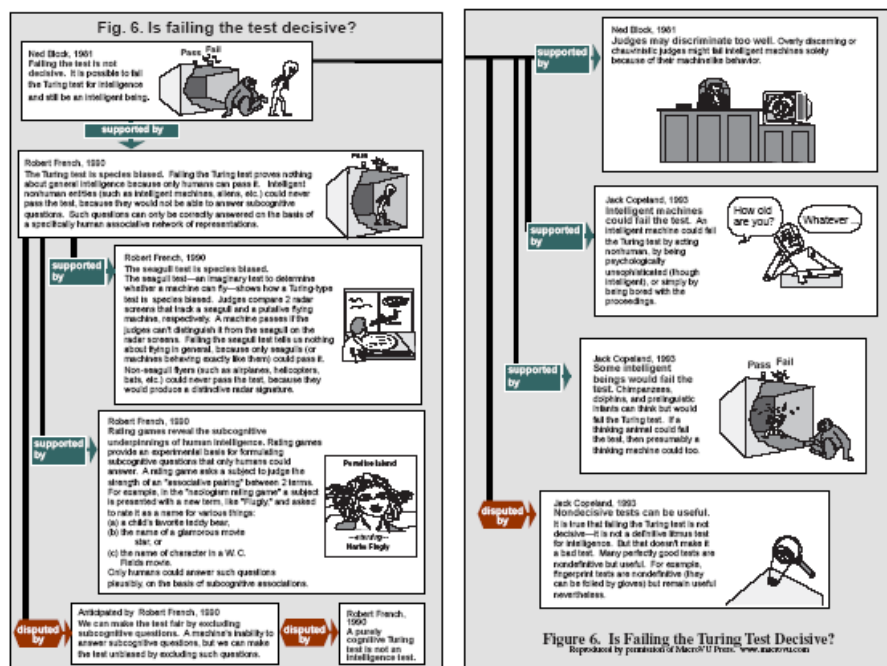 Fig. 6. Is failing the test decisive?
Ned Block, 1981
Failing the test is not
decisive. It is possible to fail
the Turing test for intelligence
and still be an intelligent being.
Pass Fail
supported by
Robert French, 1990
The Turing test is species biased. Failing the Turing test proves nothing
about general intelligence because only humans can pass it. Intelligent
nonhuman entities (such as intelligent machines, aliens, etc.) could never
pass the test, because they would not be able to answer subcognitive
questions. Such questions can only be correctly answered on the basis of
a specifically human associative network of representations.
Pass
supported
by
Robert French, 1990
The seagull test is species biased.
The seagull test—an imaginary test to determine
whether a machine can fly—shows how a Turing-type
test is species biased. Judges compare 2 radar
screens that track a seagull and a putative flying
machine, respectively. A machine passes if the
judges can't distinguish it from the seagull on the
radar screens. Failing the seagull test tells us nothing
about flying in general, because only seagulls (or
machines behaving exactly like them) could pass it.
Non-seagull flyers (such as airplanes, helicopters,
bats, etc.) could never pass the test, because they
would produce a distinctive radar signature.
supported
by
Robert French, 1990
Rating games reveal the subcognitive
underpinnings of human intelligence. Rating games
provide an experimental basis for formulating
subcognitive questions that only humans could
answer. A rating game asks a subject to judge the
strength of an "associative pairing" between 2 terms.
For example, in the "neologism rating game" a subject
is presented with a new term, like "Flugly," and asked
to rate it as a name for various things:
(a) a child's favorite teddy bear,
(b) the name of a glamorous movie
star, or
(c) the name of character in a W. C.
Fields movie.
Only humans could answer such questions
plausibly, on the basis of subcognitive associations.
Paradise Island
—starring—
Flugly
disputed
by
Anticipated by Robert French, 1990
We can make the test fair by excluding
subcognitive questions. A machine's inability to
answer subcognitive questions, but we can make
the test unbiased by excluding such questions.
disputed
by
Robert French,
1990
A purely
cognitive Turing
test is not an
intelligence test.
supported
by
Ned Block, 1981
Judges may discriminate too well. Overly discerning or
chauvinistic judges might fail intelligent machines solely
because of their machinelike behavior.
supported
by
Jack Copeland, 1993
Intelligent machines
could fail the test. An
intelligent machine could fail
the Turing test by acting
nonhuman, by being
psychologically
unsophisticated (though
intelligent), or simply by
being bored with the
proceedings.
How old
are you?
Whatever...
supported
by
Jack Copeland, 1993
Some intelligent
beings would fail the
test. Chimpanzees,
dolphins, and prelinguistic
infants can think but would
fail the Turing test. If a
thinking animal could fail
the test, then presumably a
thinking machine could too.
Pass Fail
disputed
by
Jack Copeland, 1993
Nondecisive tests can be useful.
It is true that failing the Turing test is not
decisive—it is not a definitive litmus test
for intelligence. But that doesn't make it
a bad test. Many perfectly good tests are
nondefinitive but useful. For example,
fingerprint tests are nondefinitive (they
can be foiled by gloves) but remain useful
nevertheless.
Figure 6. Is Failing the Turing Test Decisive?
Reproduced by permission of MacroVU Press. www.macrovu.com